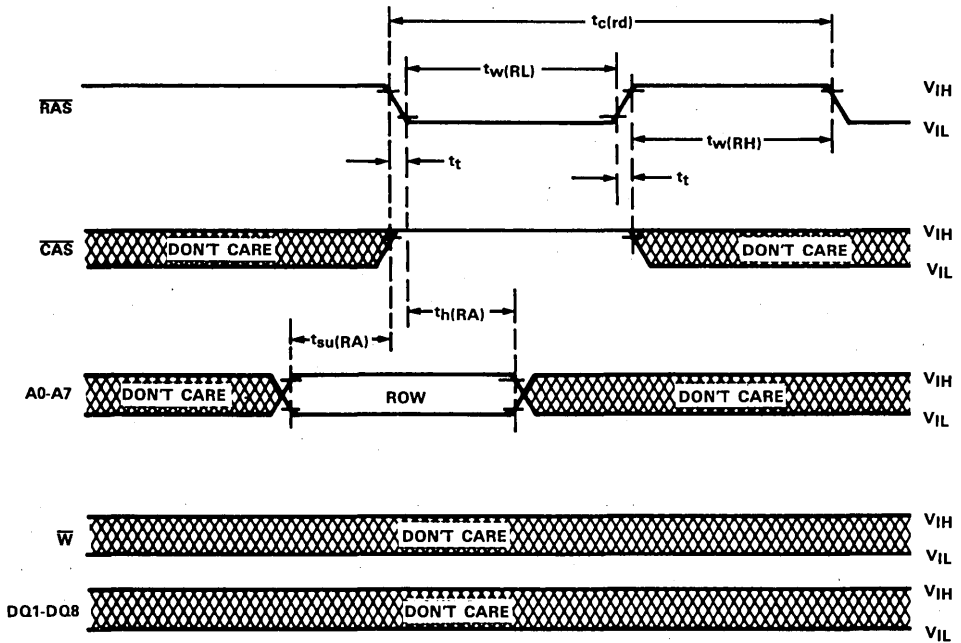 tc(rd)
tw(RL)
RAS
VIH
VIL
tw(RH)
tt
tt
CAS
DON'T CARE
DON'T CARE
VIH
VIL
th(RA)
tsu(RA)
A0-A7
DON'T CARE
ROW
DON'T CARE
VIH
VIL
W
DON'T CARE
VIH
VIL
DQ1-DQ8
DON'T CARE
VIH
VIL